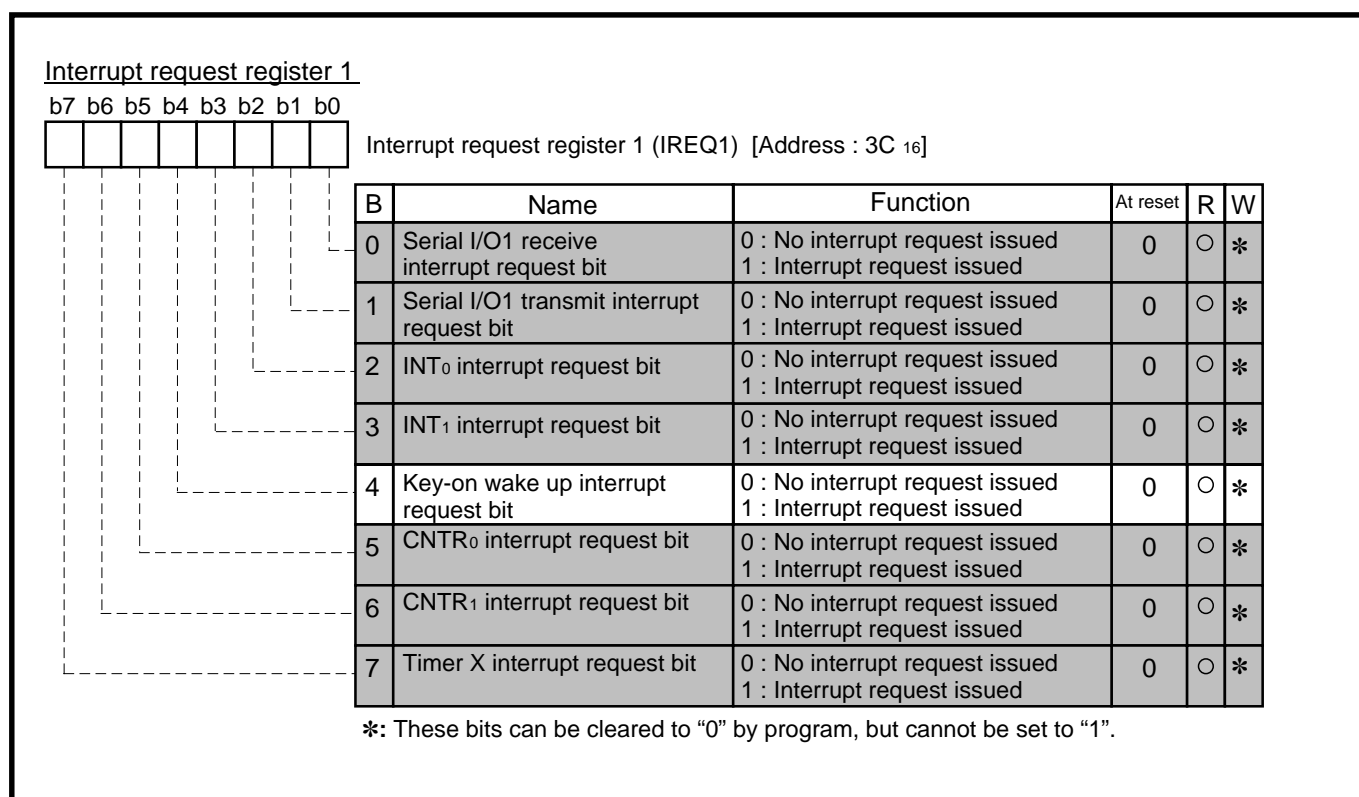 Interrupt request register 1
b7 b6 b5 b4 b3 b2 b1 b0
Interrupt request register 1 (IREQ1) [Address : 3C 16]
B Name Function At reset R W
0 Serial I/O1 receive 0 : No interrupt request issued 0 ○ ✻
interrupt request bit 1 : Interrupt request issued
1 Serial I/O1 transmit interrupt 0 : No interrupt request issued 0 ○ ✻
request bit 1 : Interrupt request issued
2 INT0 interrupt request bit 0 : No interrupt request issued 0 ○ ✻
1 : Interrupt request issued
3 INT1 interrupt request bit 0 : No interrupt request issued 0 ○ ✻
1 : Interrupt request issued
4 Key-on wake up interrupt 0 : No interrupt request issued 0 ○ ✻
request bit 1 : Interrupt request issued
5 CNTR0 interrupt request bit 0 : No interrupt request issued 0 ○ ✻
1 : Interrupt request issued
6 CNTR1 interrupt request bit 0 : No interrupt request issued 0 ○ ✻
1 : Interrupt request issued
7 Timer X interrupt request bit 0 : No interrupt request issued 0 ○ ✻
1 : Interrupt request issued
✻: These bits can be cleared to “0” by program, but cannot be set to “1”.